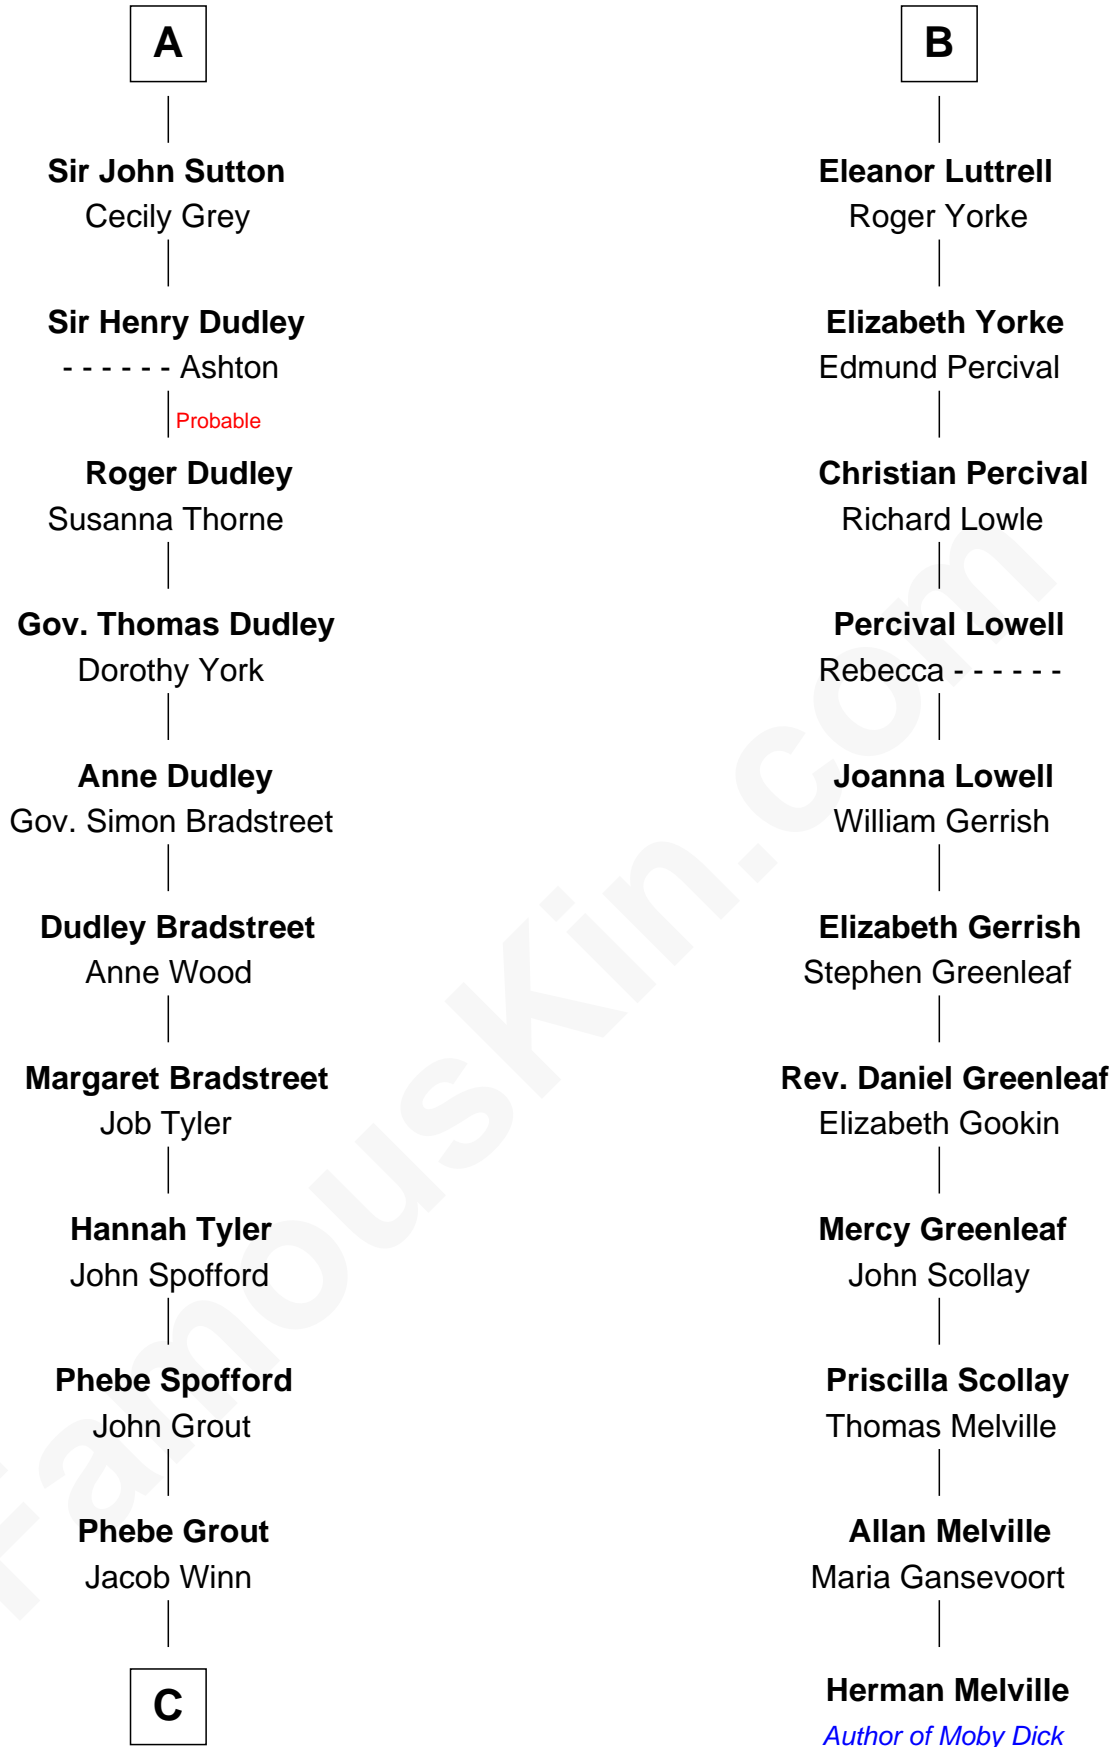 A
Sir John Sutton
Cecily Grey
Sir Henry Dudley
- - - - - - Ashton
Probable
Roger Dudley
Susanna Thorne
Gov. Thomas Dudley
Dorothy York
Anne Dudley
Gov. Simon Bradstreet
Dudley Bradstreet
Anne Wood
Margaret Bradstreet
Job Tyler
Hannah Tyler
John Spofford
Phebe Spofford
John Grout
Phebe Grout
Jacob Winn
C
B
Eleanor Luttrell
Roger Yorke
Elizabeth Yorke
Edmund Percival
Christian Percival
Richard Lowle
Percival Lowell
Rebecca - - - - - -
Joanna Lowell
William Gerrish
Elizabeth Gerrish
Stephen Greenleaf
Rev. Daniel Greenleaf
Elizabeth Gookin
Mercy Greenleaf
John Scollay
Priscilla Scollay
Thomas Melville
Allan Melville
Maria Gansevoort
Herman Melville
Author of Moby Dick
FamousKin.com